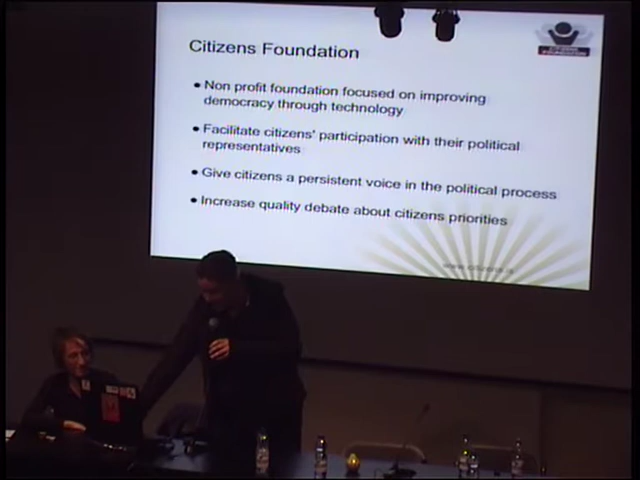 Citizens Foundation
• Non profit foundation focused on improving
democracy through technology
• Facilitate citizens' participation with their political
representatives
• Give citizens a persistent voice in the political process
• Increase quality debate about citizens priorities